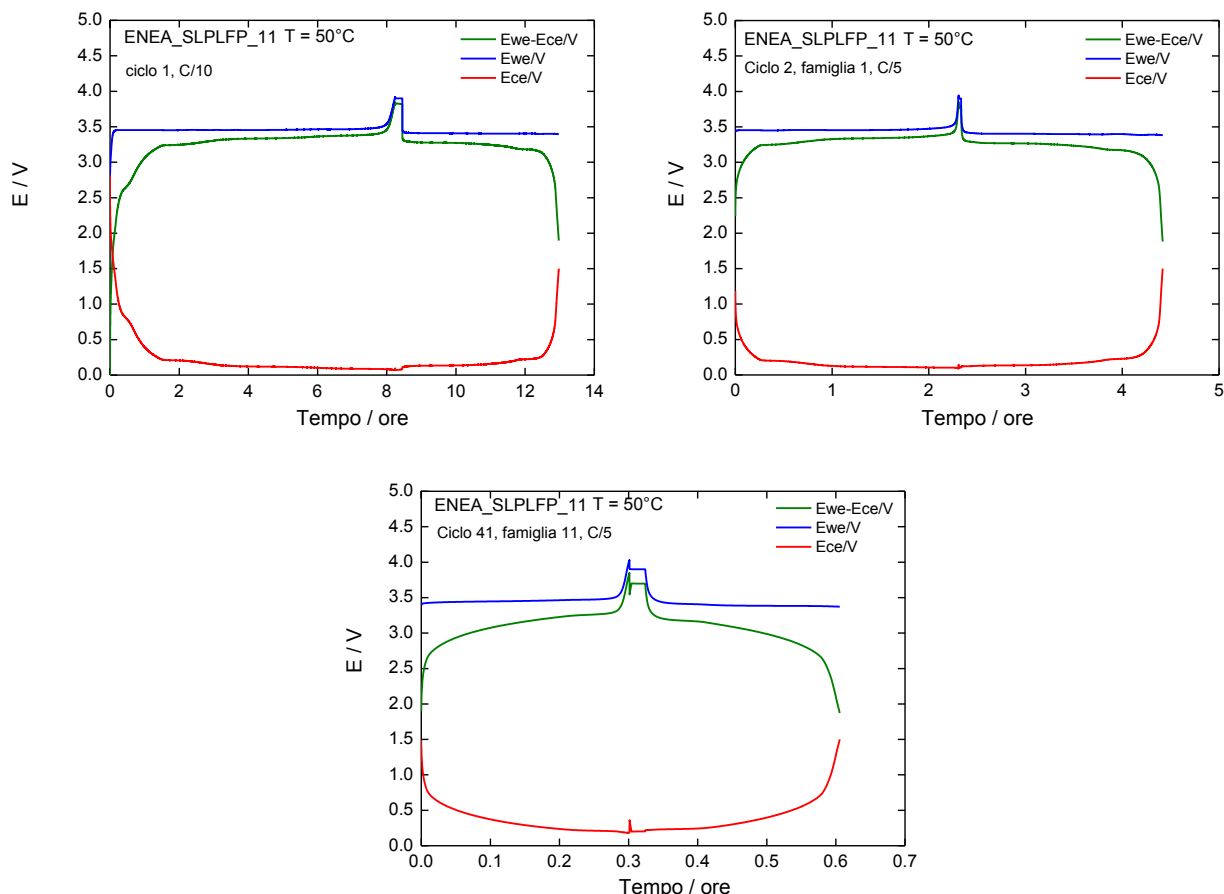 ENEA_SLPLFP_11 T = 50°C
ciclo 1, C/10
Ewe-Ece/V
Ewe/V
Ece/V
E / V
5.0
4.5
4.0
3.5
3.0
2.5
2.0
1.5
1.0
0.5
0.0
0 2 4 6 8 10 12 14
Tempo / ore
ENEA_SLPLFP_11 T = 50°C
Ciclo 2, famiglia 1, C/5
Ewe-Ece/V
Ewe/V
Ece/V
E / V
5.0
4.5
4.0
3.5
3.0
2.5
2.0
1.5
1.0
0.5
0.0
0 1 2 3 4 5
Tempo / ore
ENEA_SLPLFP_11 T = 50°C
Ciclo 41, famiglia 11, C/5
Ewe-Ece/V
Ewe/V
Ece/V
E / V
5.0
4.5
4.0
3.5
3.0
2.5
2.0
1.5
1.0
0.5
0.0
0.0 0.1 0.2 0.3 0.4 0.5 0.6 0.7
Tempo / ore